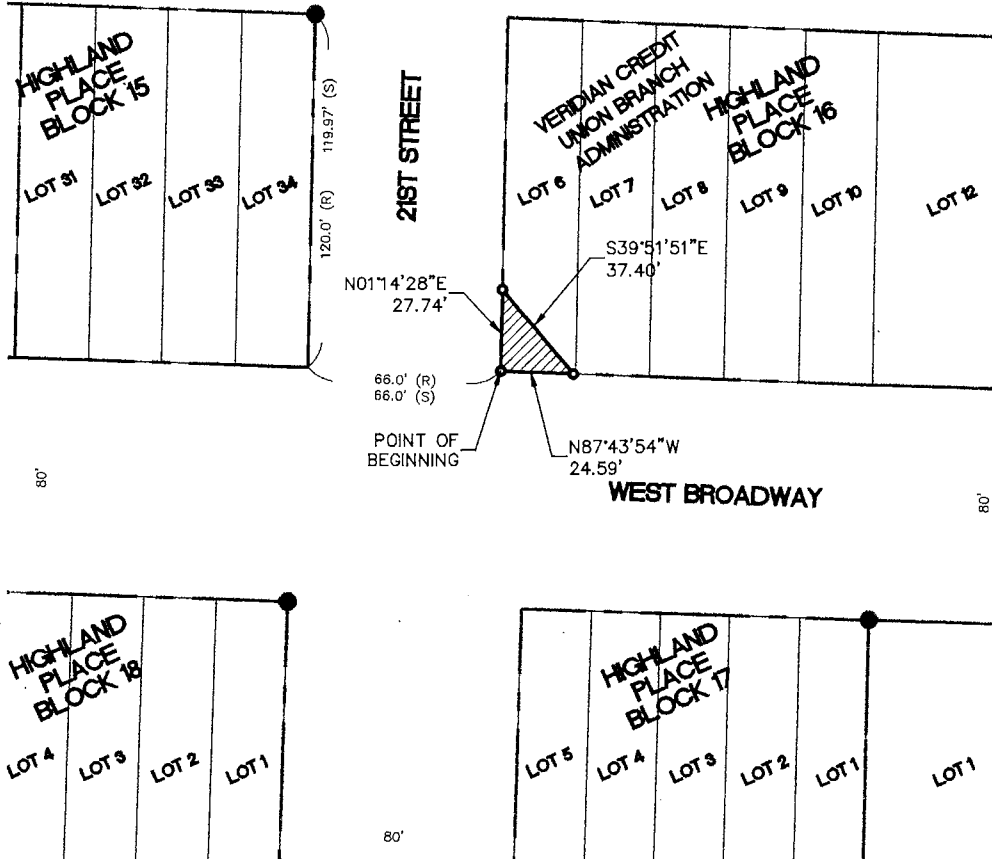 HIGHLAND
PLACE
BLOCK 15
LOT 31
LOT 32
LOT 33
LOT 34
119.97' (S)
120.0' (R)
21ST STREET
VERIDIAN CREDIT
UNION BRANCH
ADMINISTRATION
HIGHLAND
PLACE
BLOCK 16
LOT 6
LOT 7
LOT 8
LOT 9
LOT 10
LOT 12
S39°51'51"E
37.40'
N01°14'28"E
27.74'
66.0' (R)
66.0' (S)
POINT OF
BEGINNING
N87°43'54"W
24.59'
80'
WEST BROADWAY
80'
HIGHLAND
PLACE
BLOCK 18
LOT 4
LOT 3
LOT 2
LOT 1
80'
HIGHLAND
PLACE
BLOCK 17
LOT 5
LOT 4
LOT 3
LOT 2
LOT 1
LOT 1